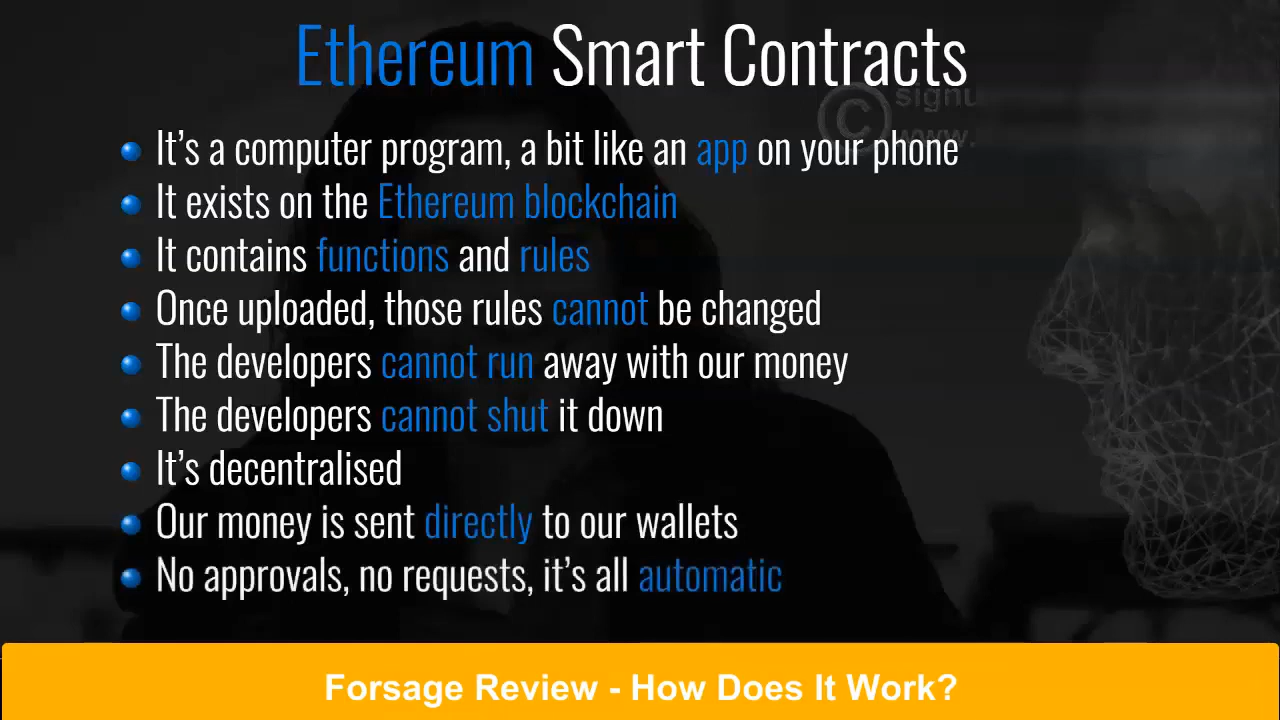 Ethereum Smart Contracts
© signu
www.
It's a computer program, a bit like an app on your phone
It exists on the Ethereum blockchain
It contains functions and rules
Once uploaded, those rules cannot be changed
The developers cannot run away with our money
The developers cannot shut it down
It's decentralised
Our money is sent directly to our wallets
No approvals, no requests, it's all automatic
Forsage Review - How Does It Work?